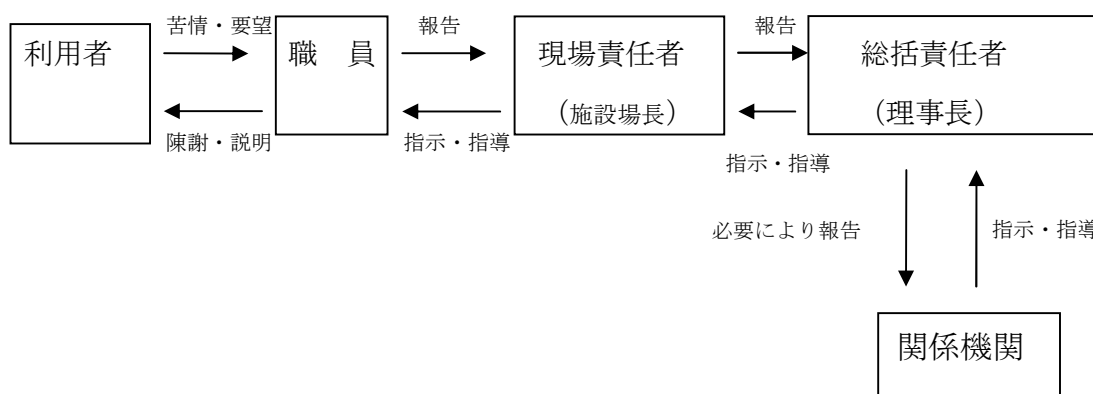 苦情・要望
報告
報告
利用者
職　員
現場責任者
総括責任者
（施設場長）
（理事長）
陳謝・説明
指示・指導
指示・指導
必要により報告
指示・指導
関係機関